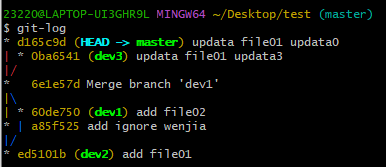 23220@LAPTOP-UI3GHR9L MINGW64 ~/Desktop/test (master)
$ git-log
* d165c9d (HEAD -> master) updata file01 updata0
| * 0ba6541 (dev3) updata file01 updata3
|/
*   6e1e57d Merge branch 'dev1'
|\
| * 60de750 (dev1) add file02
* | a85f525 add ignore wenjia
|/
* ed5101b (dev2) add file01